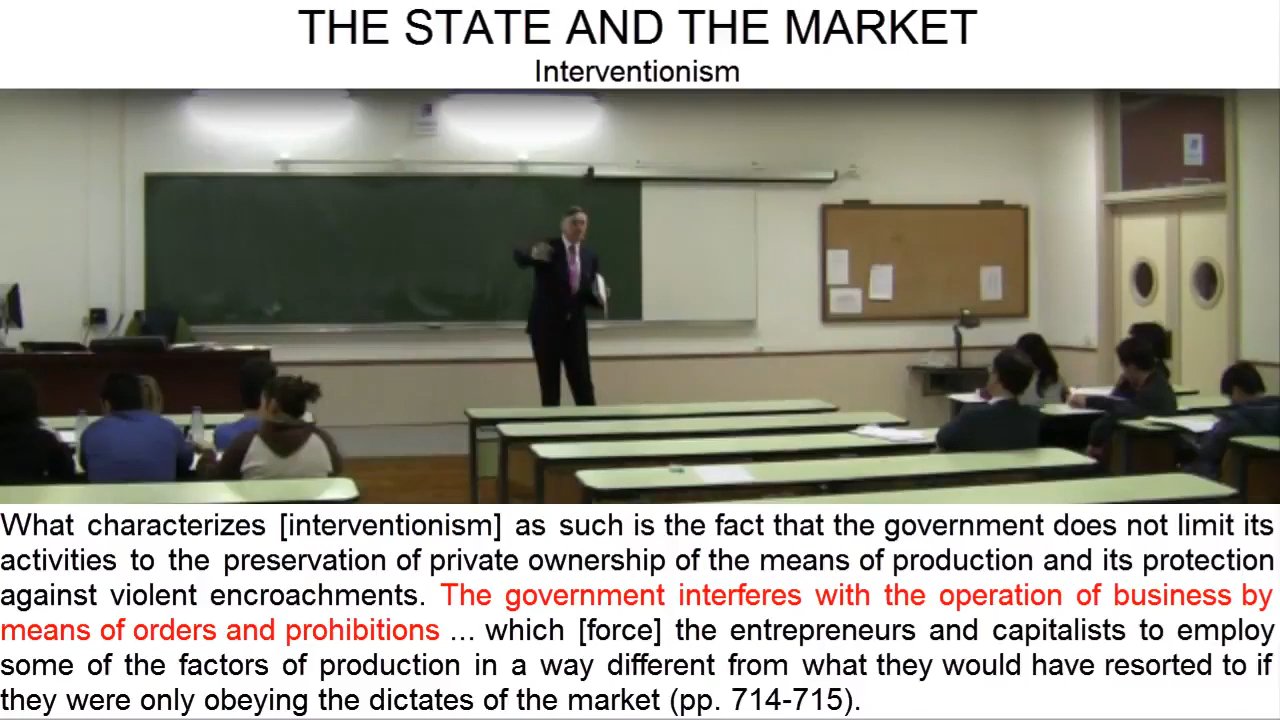 THE STATE AND THE MARKET
Interventionism
What characterizes [interventionism] as such is the fact that the government does not limit its
activities to the preservation of private ownership of the means of production and its protection
against violent encroachments. The government interferes with the operation of business by
means of orders and prohibitions ... which [force] the entrepreneurs and capitalists to employ
some of the factors of production in a way different from what they would have resorted to if
they were only obeying the dictates of the market (pp. 714-715).